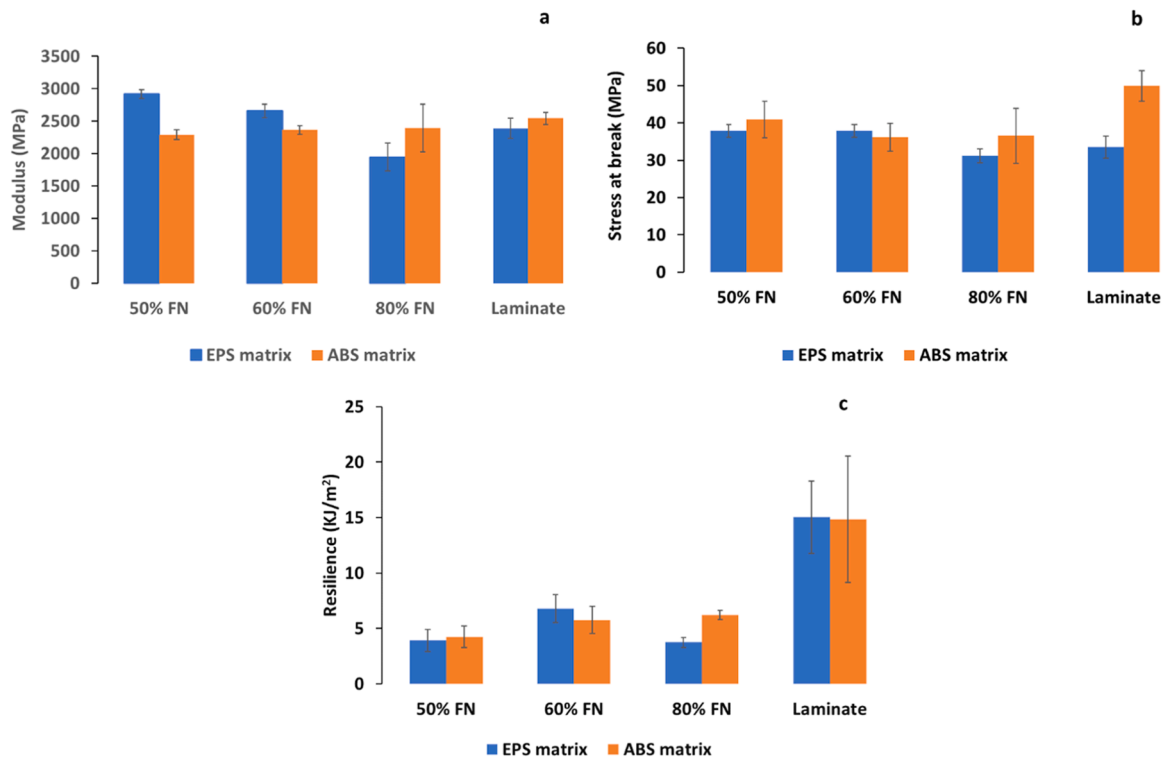 a
Modulus (MPa)
3500
3000
2500
2000
1500
1000
500
0
50% FN 60% FN 80% FN Laminate
EPS matrix ABS matrix
b
Stress at break (MPa)
60
50
40
30
20
10
0
50% FN 60% FN 80% FN Laminate
EPS matrix ABS matrix
c
Resilience (KJ/m²)
25
20
15
10
5
0
50% FN 60% FN 80% FN Laminate
EPS matrix ABS matrix